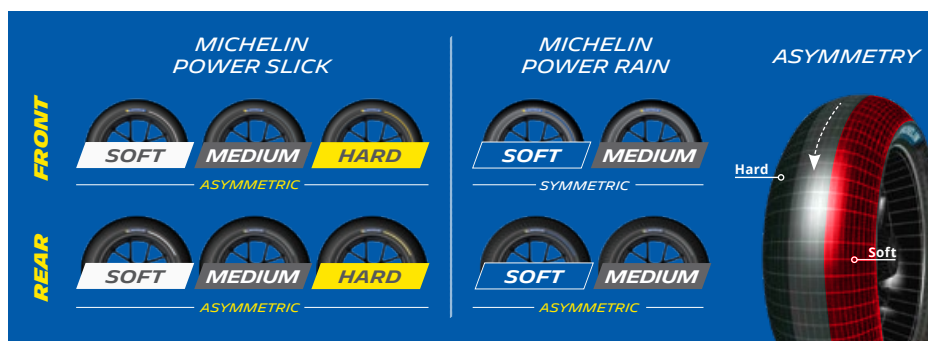 MICHELIN
POWER SLICK
MICHELIN
POWER RAIN
ASYMMETRY
FRONT
SOFT
MEDIUM
HARD
ASYMMETRIC
SOFT
MEDIUM
SYMMETRIC
REAR
SOFT
MEDIUM
HARD
ASYMMETRIC
SOFT
MEDIUM
ASYMMETRIC
Hard
Soft